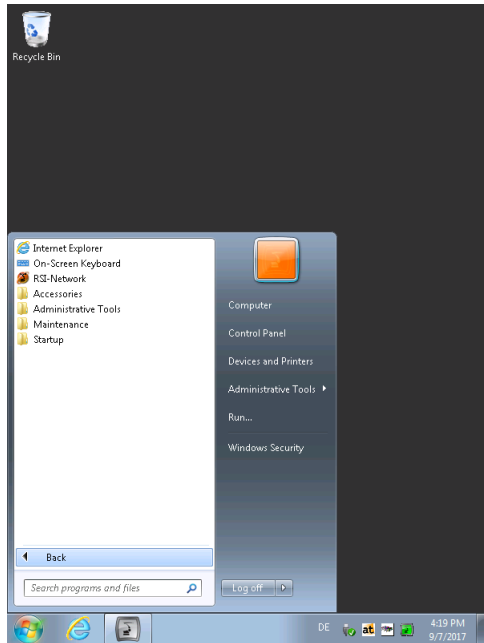 Recycle Bin
Internet Explorer
On-Screen Keyboard
RSI-Network
Accessories
Administrative Tools
Maintenance
Startup
Back
Search programs and files
Computer
Control Panel
Devices and Printers
Administrative Tools
Run...
Windows Security
Log off
DE
at
4:19 PM
9/7/2017